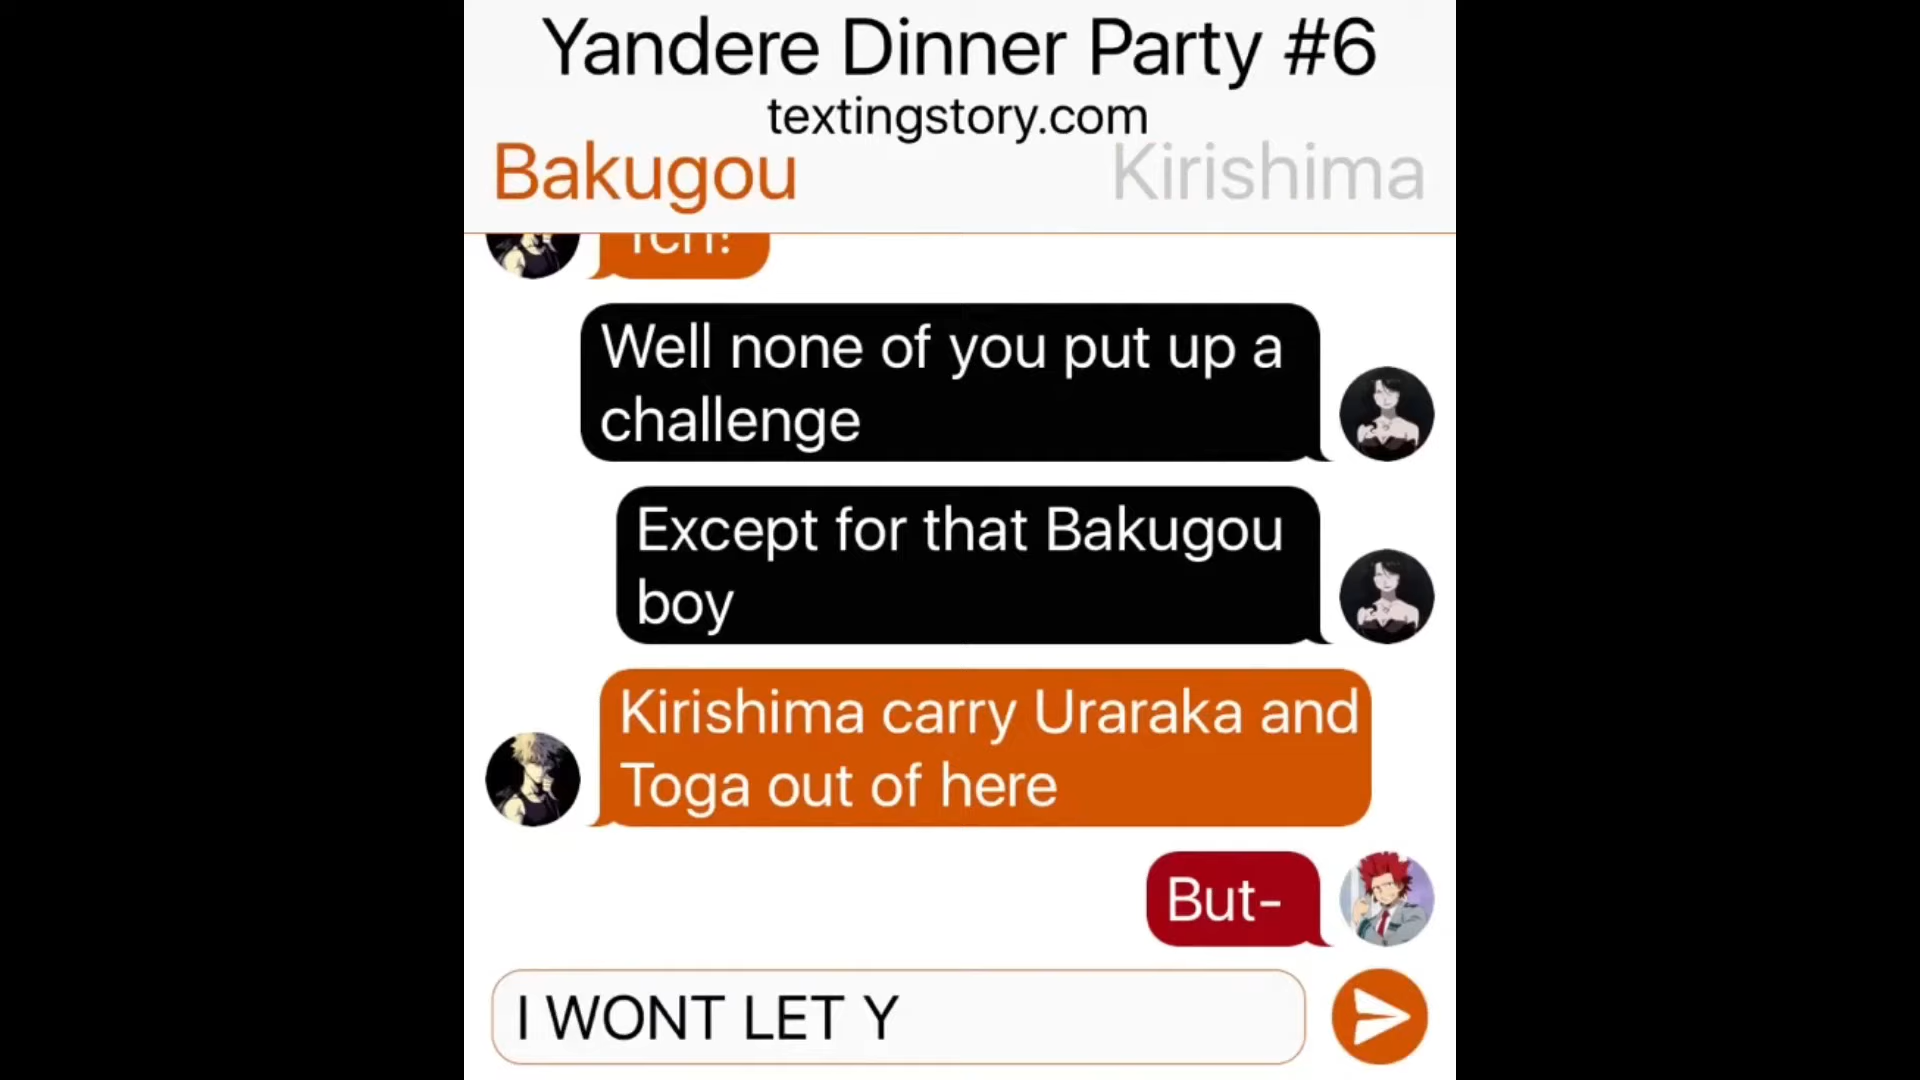 Yandere Dinner Party #6
textingstory.com
Bakugou Kirishima
Well none of you put up a
challenge
Except for that Bakugou
boy
Kirishima carry Uraraka and
Toga out of here
But-
I WONT LET Y